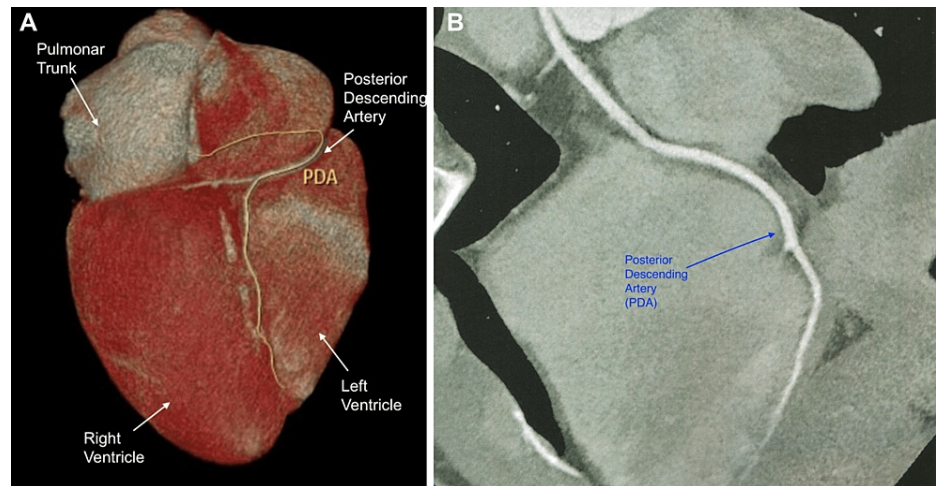 A
Pulmonar
Trunk
Posterior
Descending
Artery
PDA
Left
Ventricle
Right
Ventricle
B
Posterior
Descending
Artery
(PDA)